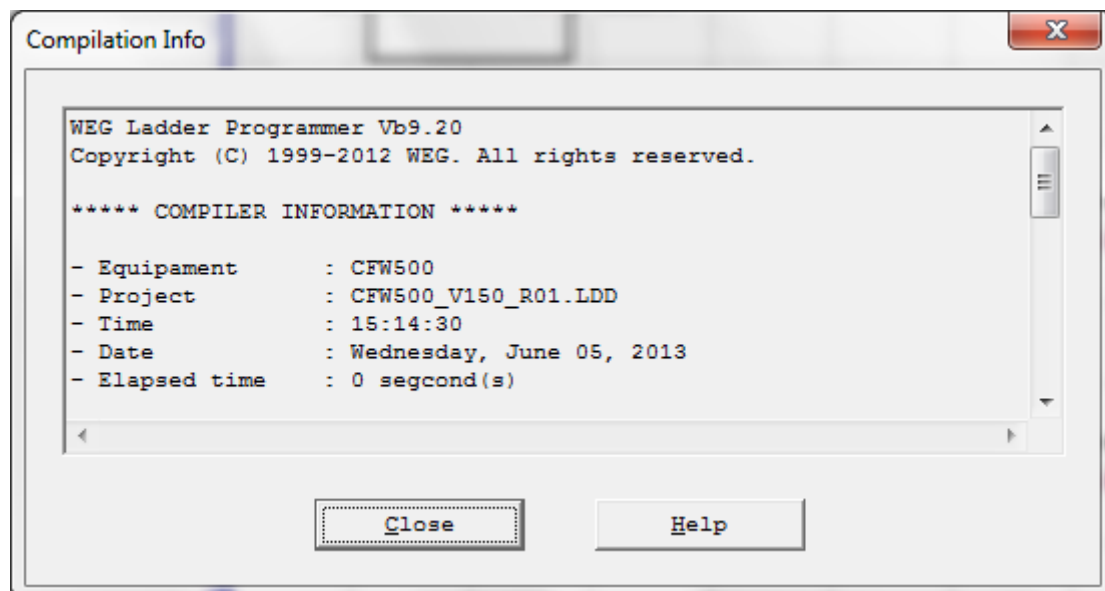 Compilation Info
WEG Ladder Programmer Vb9.20
Copyright (C) 1999-2012 WEG. All rights reserved.
***** COMPILER INFORMATION *****
- Equipament : CFW500
- Project : CFW500_V150_R01.LDD
- Time : 15:14:30
- Date : Wednesday, June 05, 2013
- Elapsed time : 0 segcond(s)
Close Help